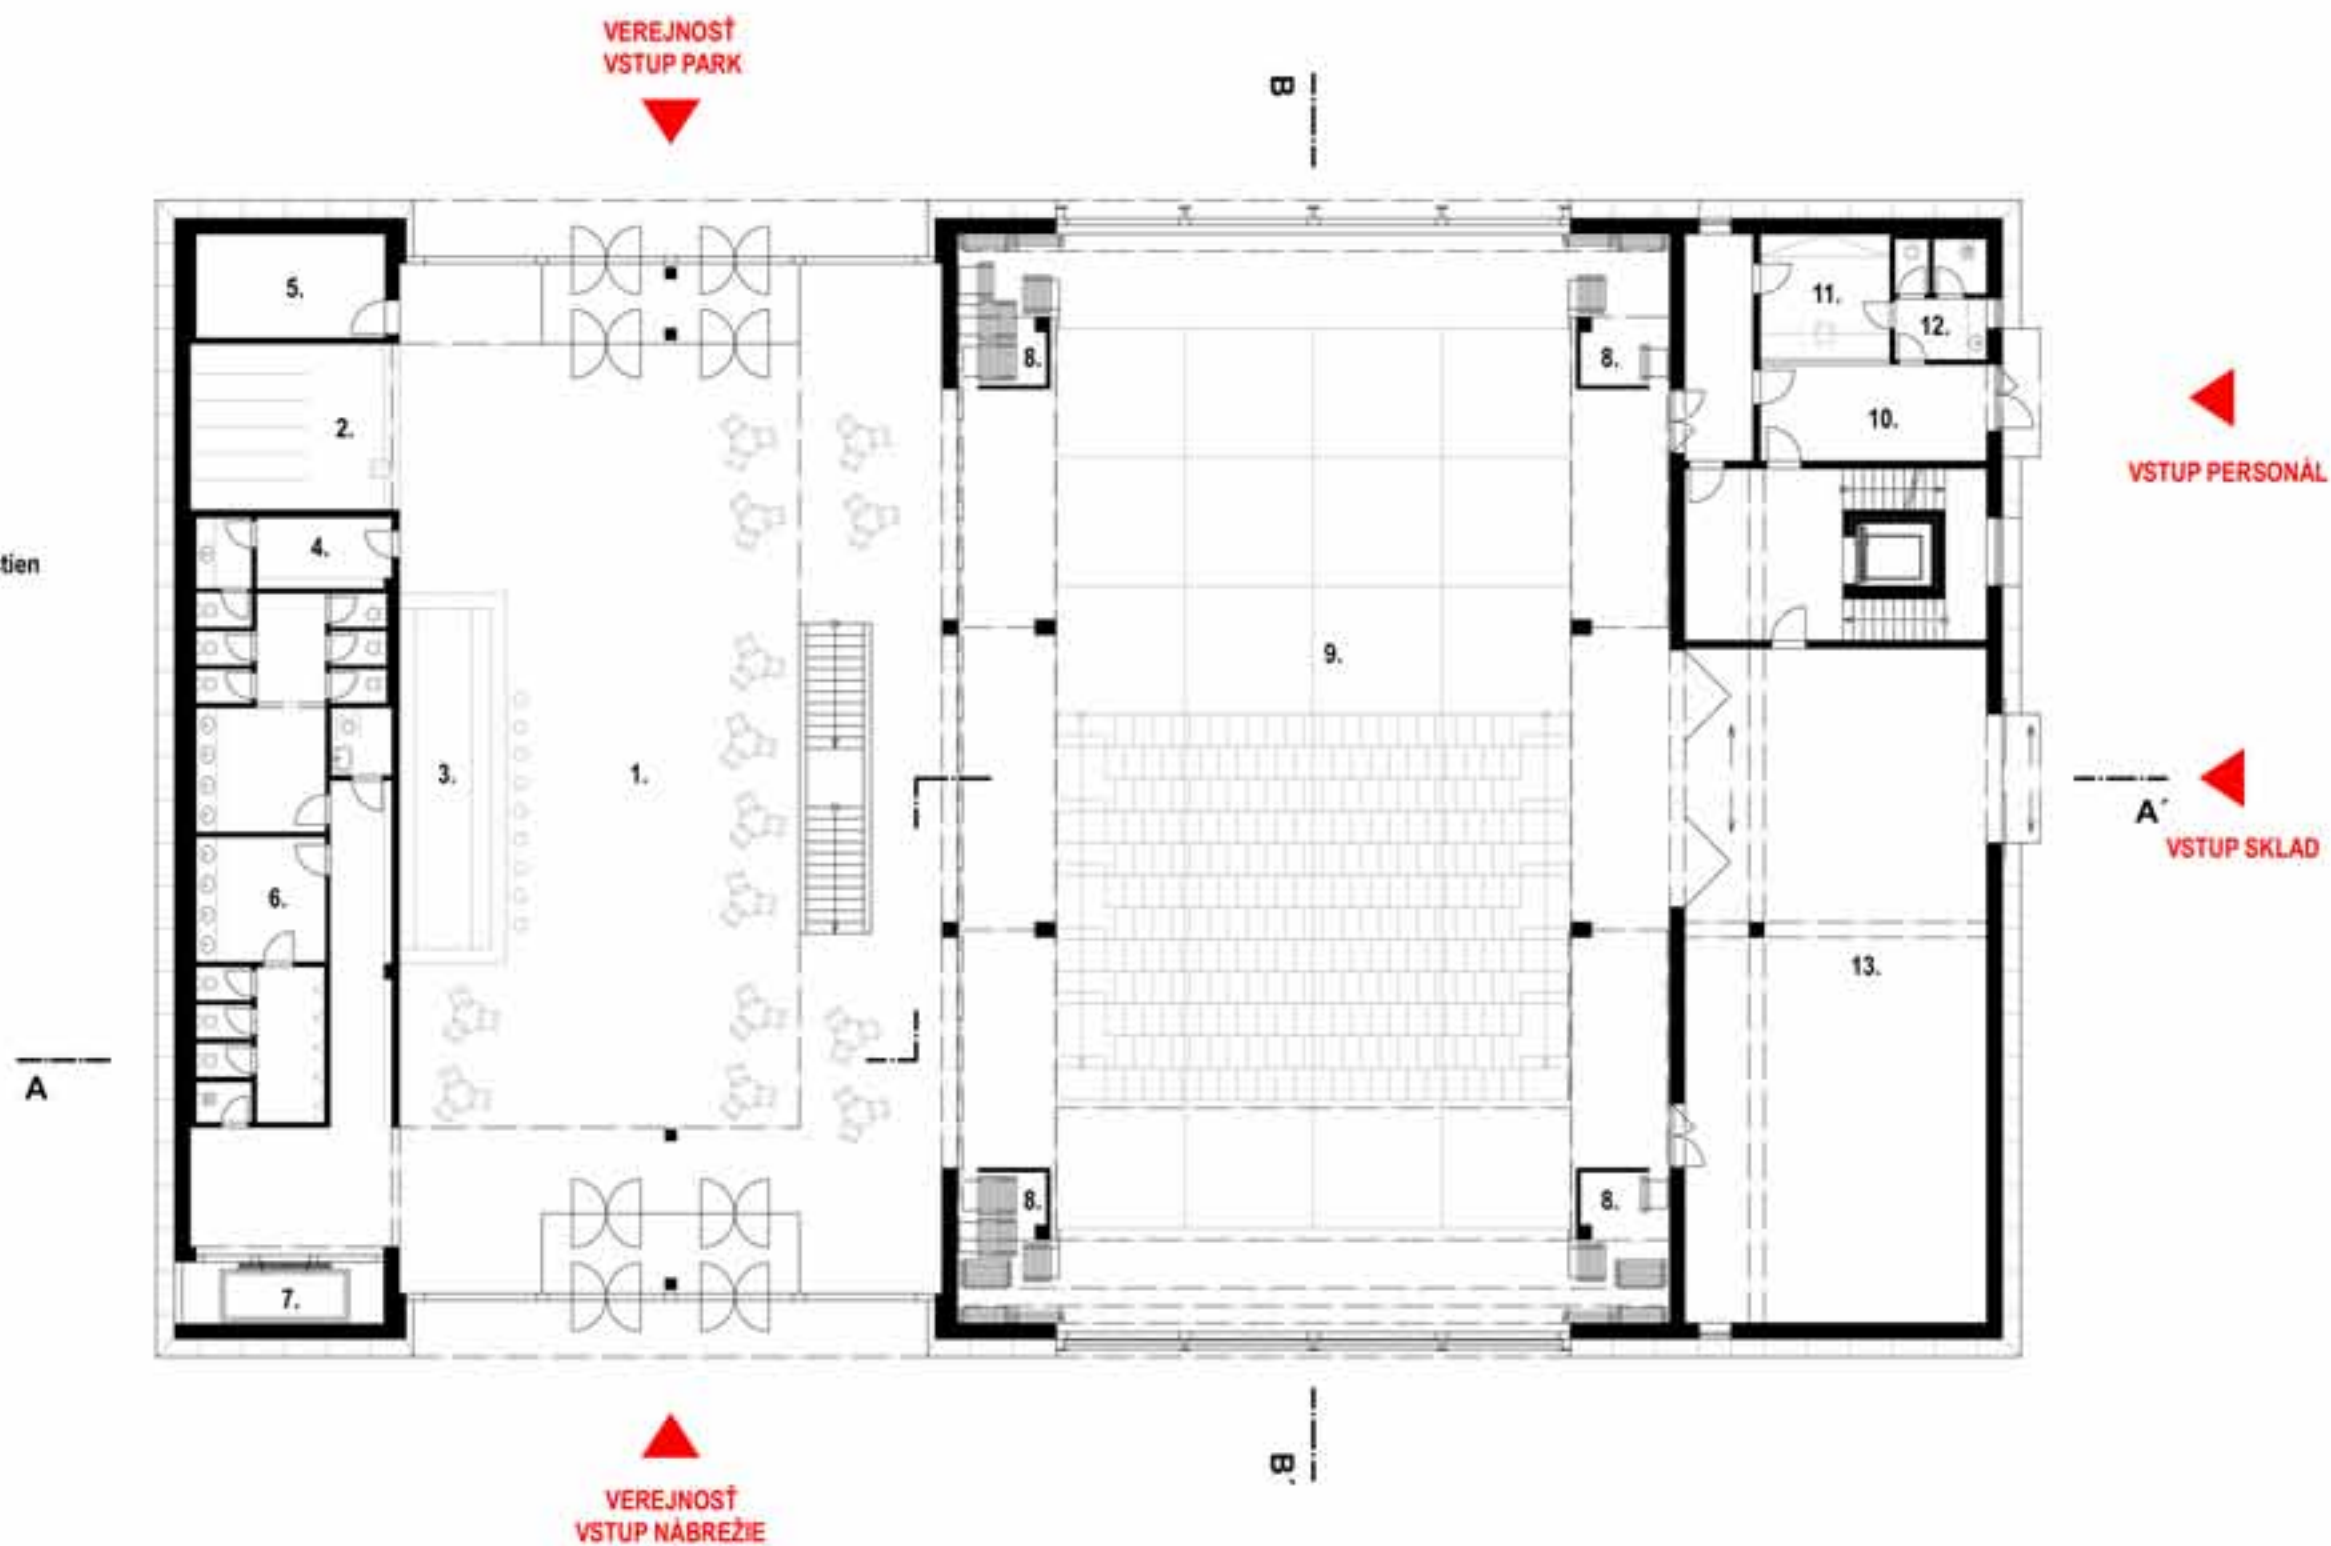 VEREJNOSŤ
VSTUP PARK
B
5.
11.
12.
8.
8.
2.
10.
VSTUP PERSONÁL
4.
tien
9.
3.
1.
A´
VSTUP SKLAD
6.
13.
A
8.
8.
7.
B´
VEREJNOSŤ
VSTUP NÁBREŽIE